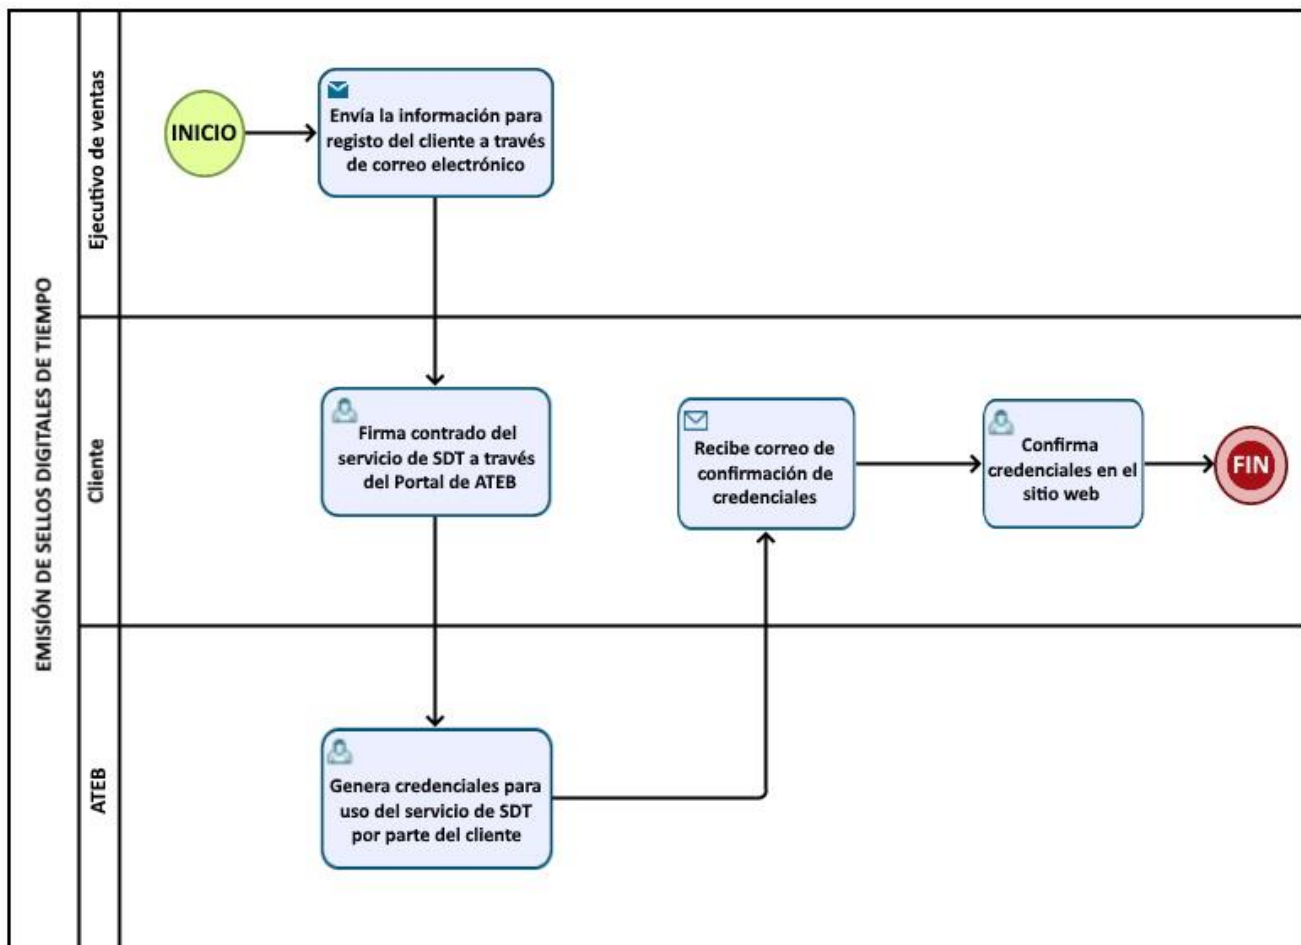 EMISIÓN DE SELLOS DIGITALES DE TIEMPO
Ejecutivo de ventas
INICIO
Envía la información para
registo del cliente a través
de correo electrónico
Cliente
Firma contrado del
servicio de SDT a través
del Portal de ATEB
Recibe correo de
confirmación de
credenciales
Confirma
credenciales en el
sitio web
FIN
ATEB
Genera credenciales para
uso del servicio de SDT
por parte del cliente